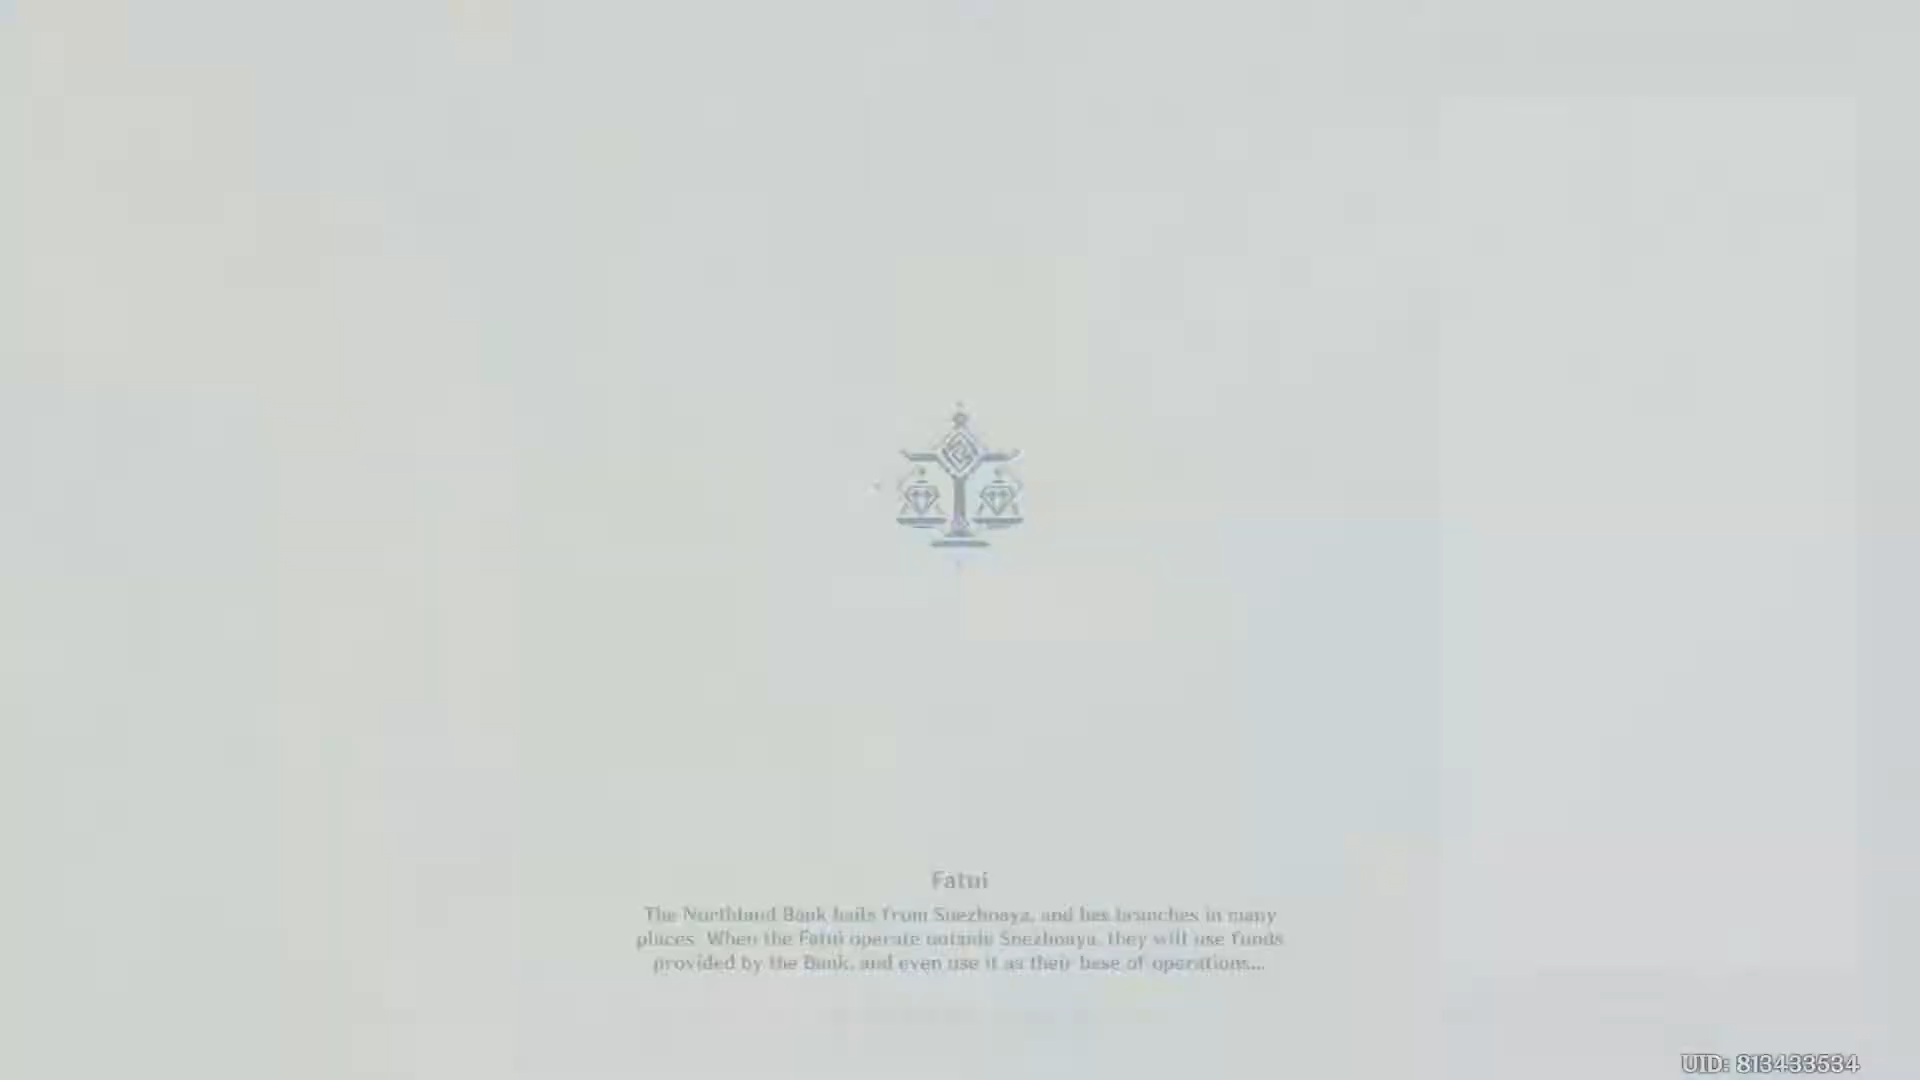 Fatui
The Northland Bank hails from Snezhnaya, and has branches in many
places. When the Fatui operate outside Snezhnaya, they will use funds
provided by the Bank, and even use it as their base of operations...
UID: 813433534